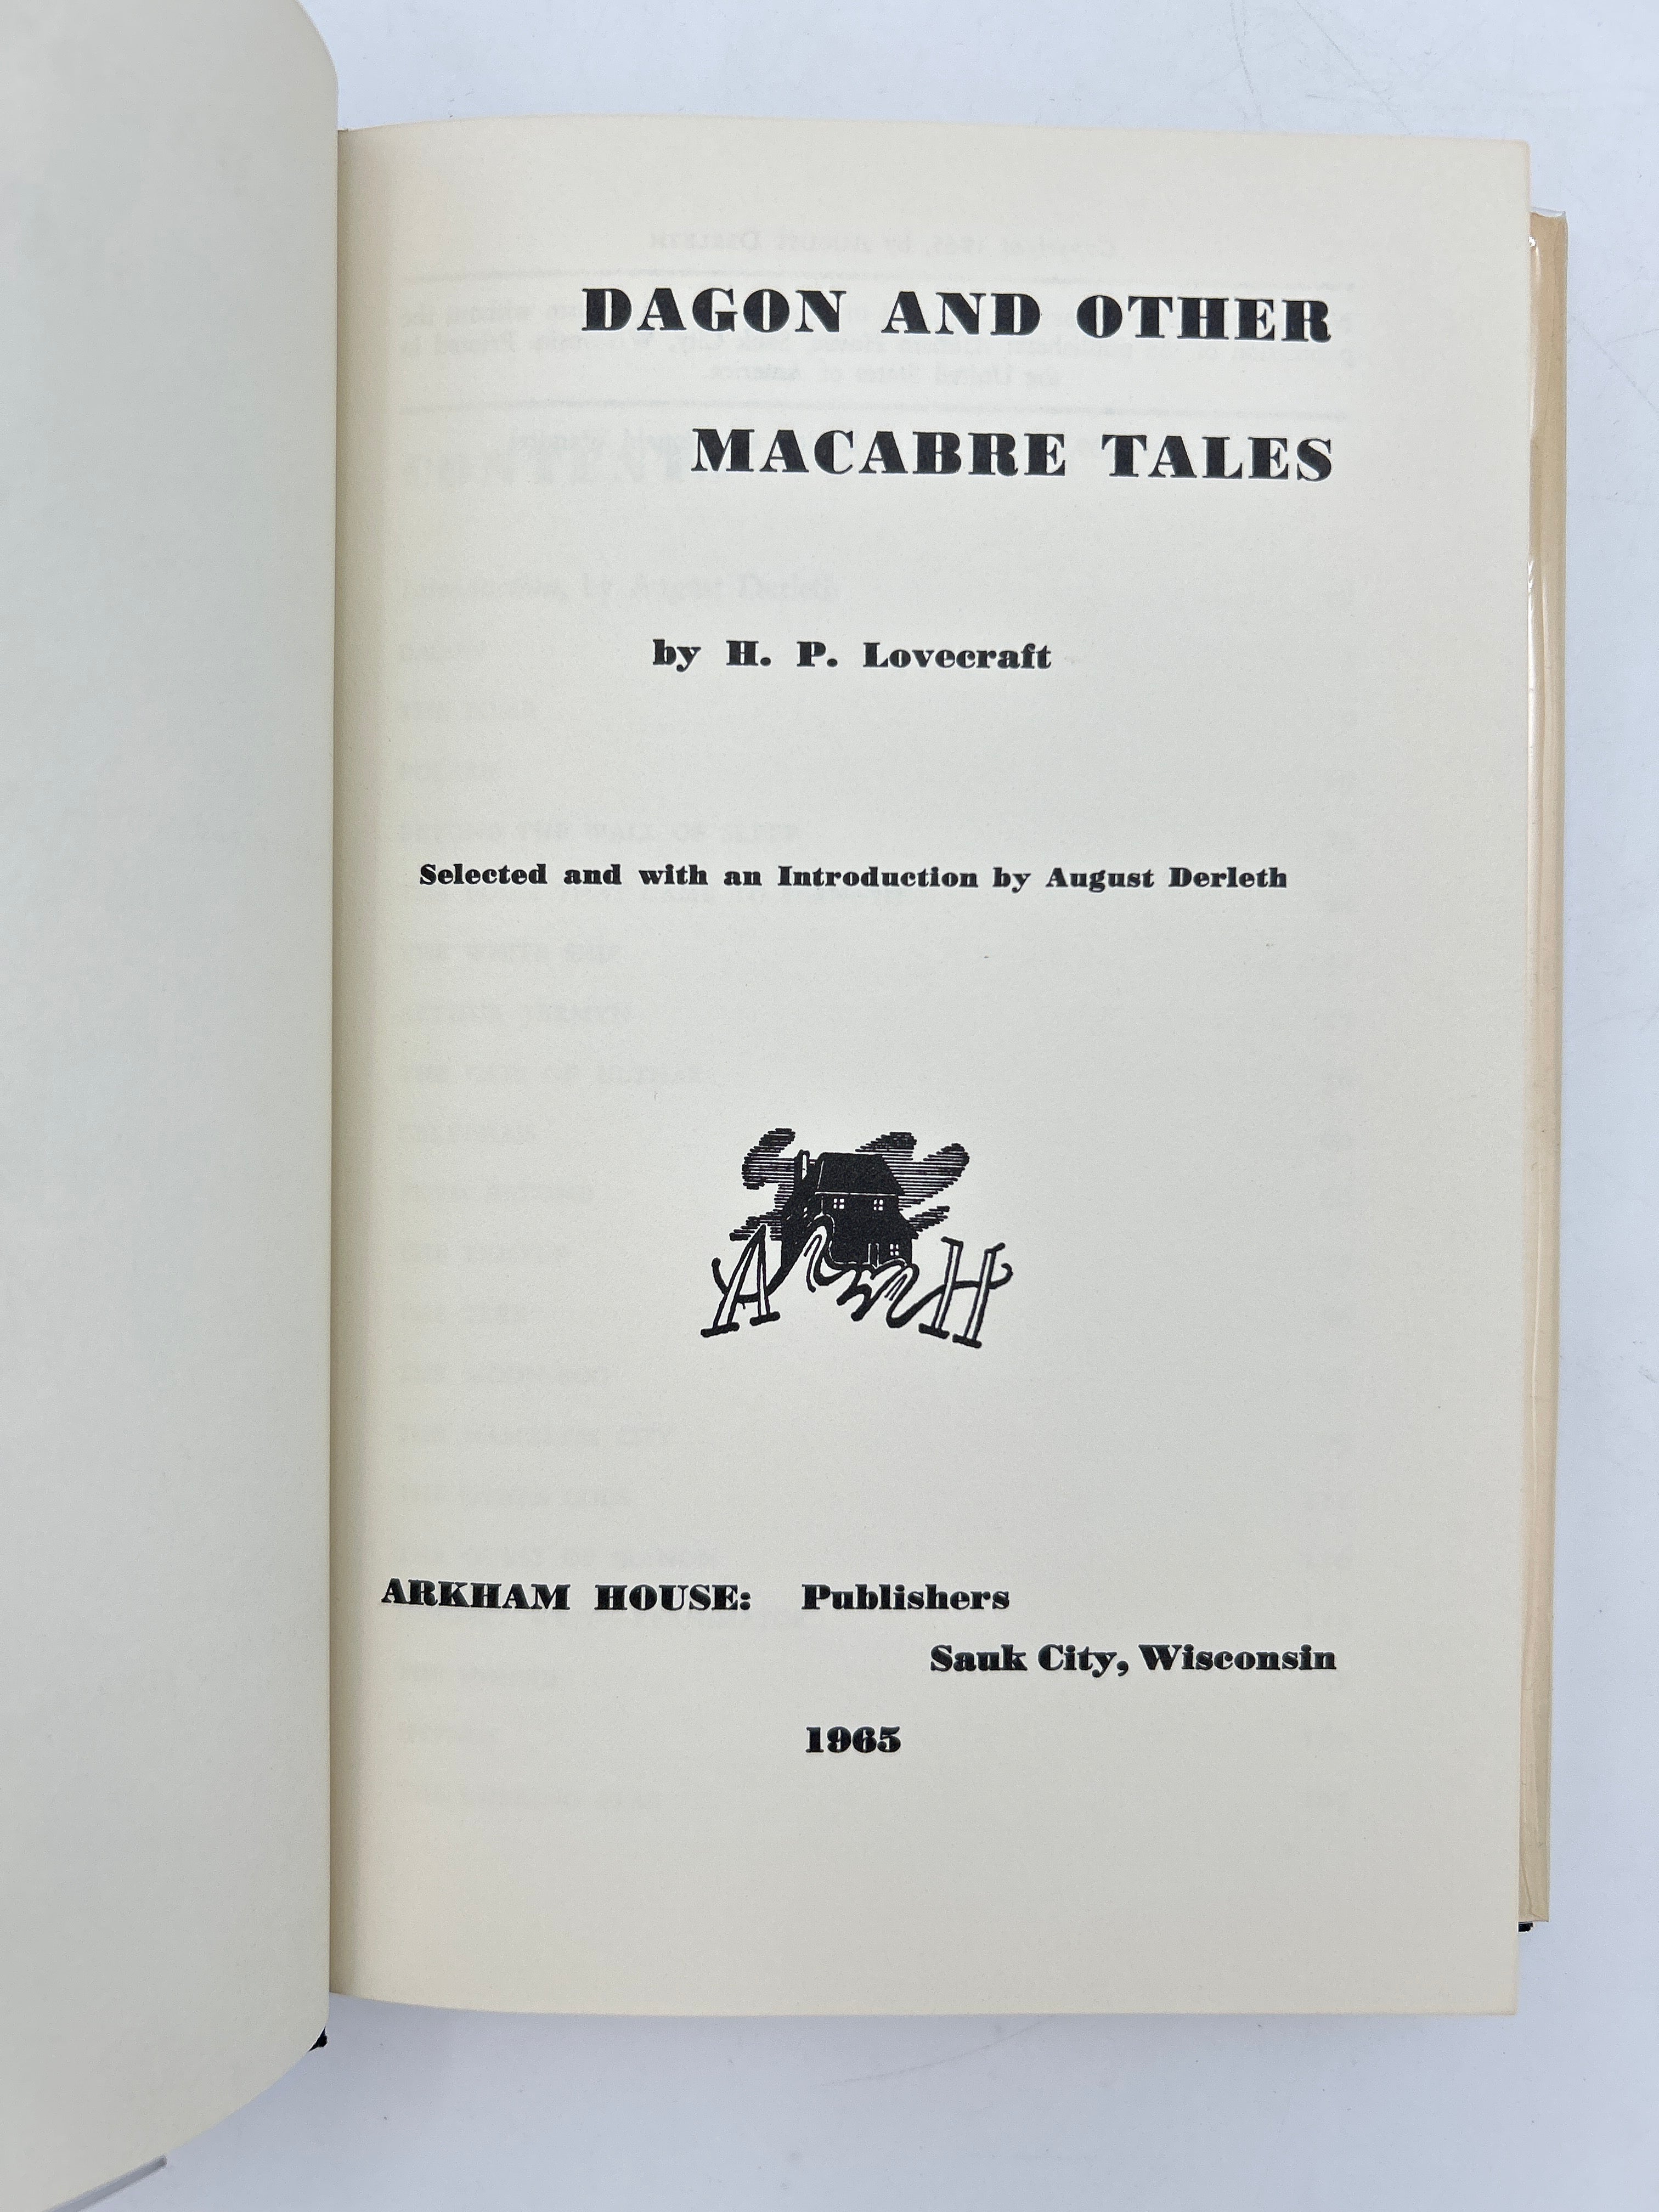 DAGON AND OTHER
MACABRE TALES
by H. P. Lovecraft
Selected and with an Introduction by August Derleth
ARKHAM HOUSE: Publishers
Sauk City, Wisconsin
1965